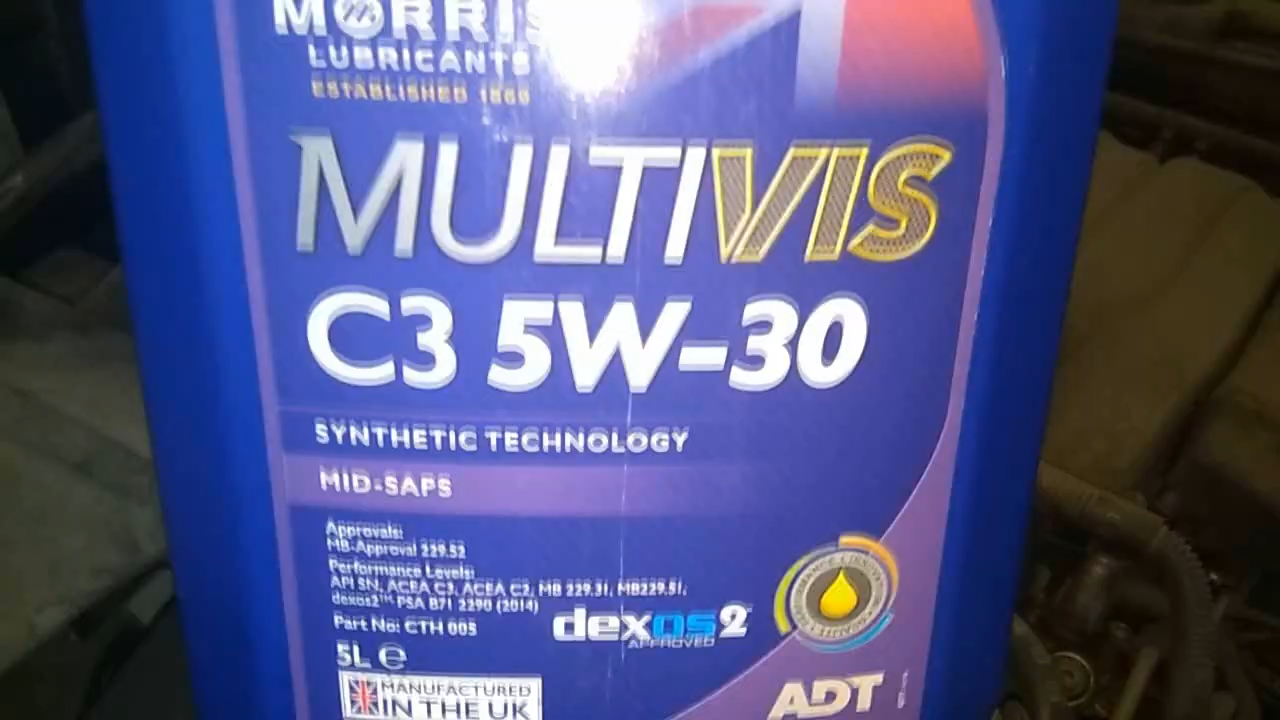 MORRIS
LUBRICANTS
ESTABLISHED 1869
MULTIVIS
C3 5W-30
SYNTHETIC TECHNOLOGY
MID-SAPS
Approvals:
MB-Approval 229.52
Performance Levels:
API SN, ACEA C3, ACEA C2, MB 229.31, MB229.51,
dexos2™ PSA B71 2290 (2014)
Part No: CTH 005
dexos2
APPROVED
5L e
MANUFACTURED
IN THE UK
ADT